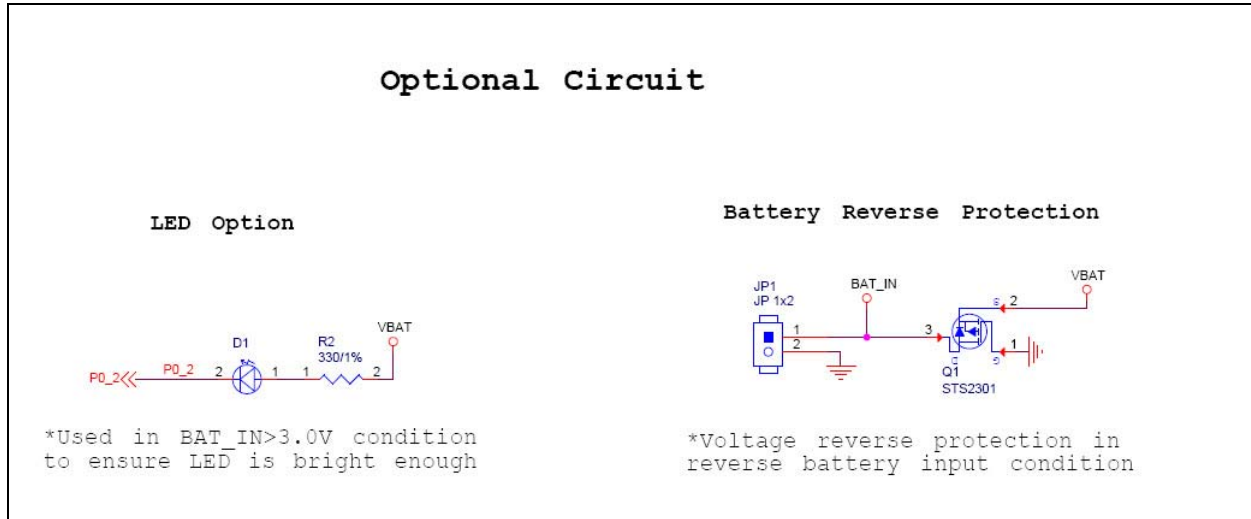 Optional Circuit
LED Option
D1
R2
330/1%
VBAT
P0_2
P0_2
2
1
1
2
*Used in BAT_IN>3.0V condition
to ensure LED is bright enough
Battery Reverse Protection
JP1
JP 1x2
BAT_IN
VBAT
1
2
3
S
2
1
D
G
Q1
STS2301
*Voltage reverse protection in
reverse battery input condition